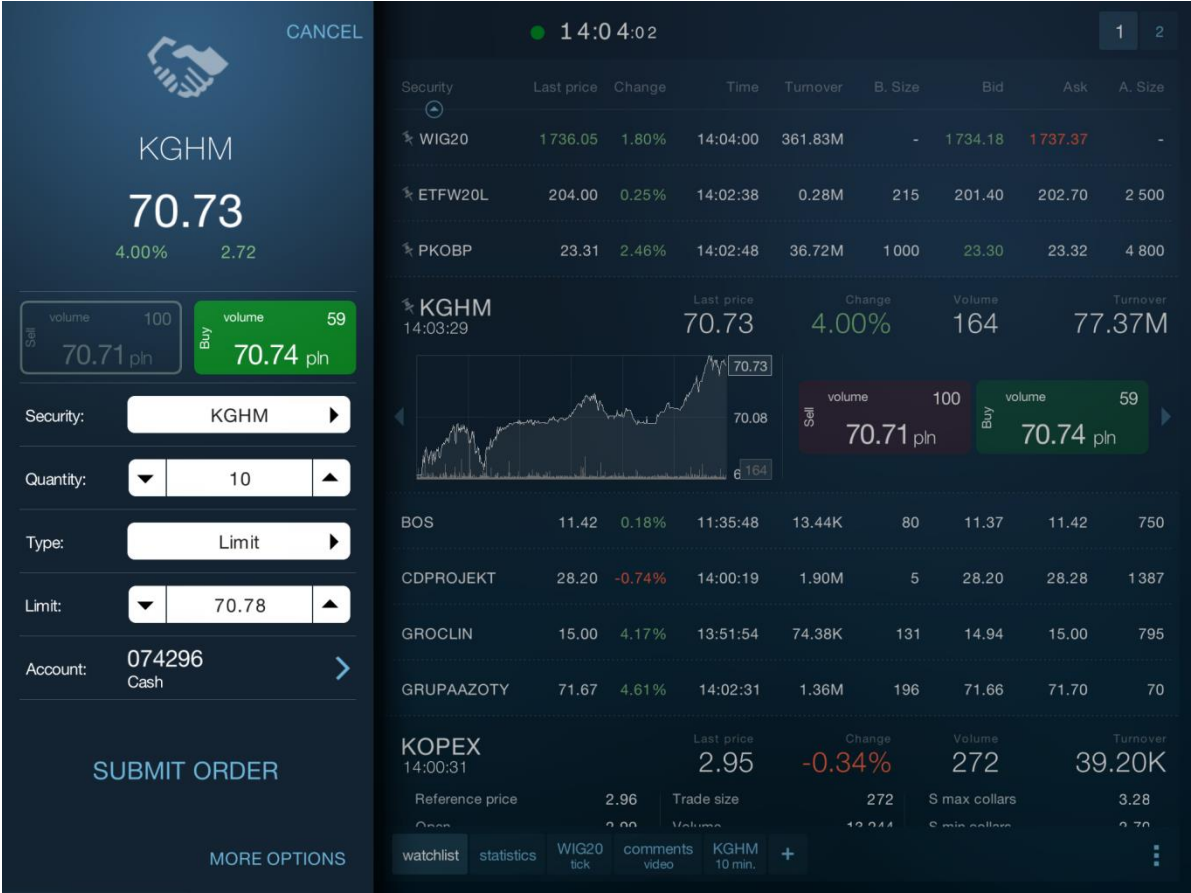 CANCEL
KGHM
70.73
4.00% 2.72
Sell volume 100
70.71 pln
Buy volume 59
70.74 pln
Security: KGHM
Quantity: 10
Type: Limit
Limit: 70.78
Account: 074296
Cash
SUBMIT ORDER
MORE OPTIONS
14:04:02 1 2
Security Last price Change Time Turnover B. Size Bid Ask A. Size
WIG20 1736.05 1.80% 14:04:00 361.83M - 1734.18 1737.37 -
ETFW20L 204.00 0.25% 14:02:38 0.28M 215 201.40 202.70 2 500
PKOBP 23.31 2.46% 14:02:48 36.72M 1 000 23.30 23.32 4 800
Last price Change Volume Turnover
KGHM 70.73 4.00% 164 77.37M
14:03:29
70.73
70.08
164
Sell volume 100
70.71 pln
Buy volume 59
70.74 pln
BOS 11.42 0.18% 11:35:48 13.44K 80 11.37 11.42 750
CDPROJEKT 28.20 -0.74% 14:00:19 1.90M 5 28.20 28.28 1 387
GROCLIN 15.00 4.17% 13:51:54 74.38K 131 14.94 15.00 795
GRUPAAZOTY 71.67 4.61% 14:02:31 1.36M 196 71.66 71.70 70
Last price Change Volume Turnover
KOPEX 2.95 -0.34% 272 39.20K
14:00:31
Reference price 2.96 Trade size 272 S max collars 3.28
Open Volume 13 244 S min collars
watchlist statistics WIG20 comments KGHM +
tick video 10 min.